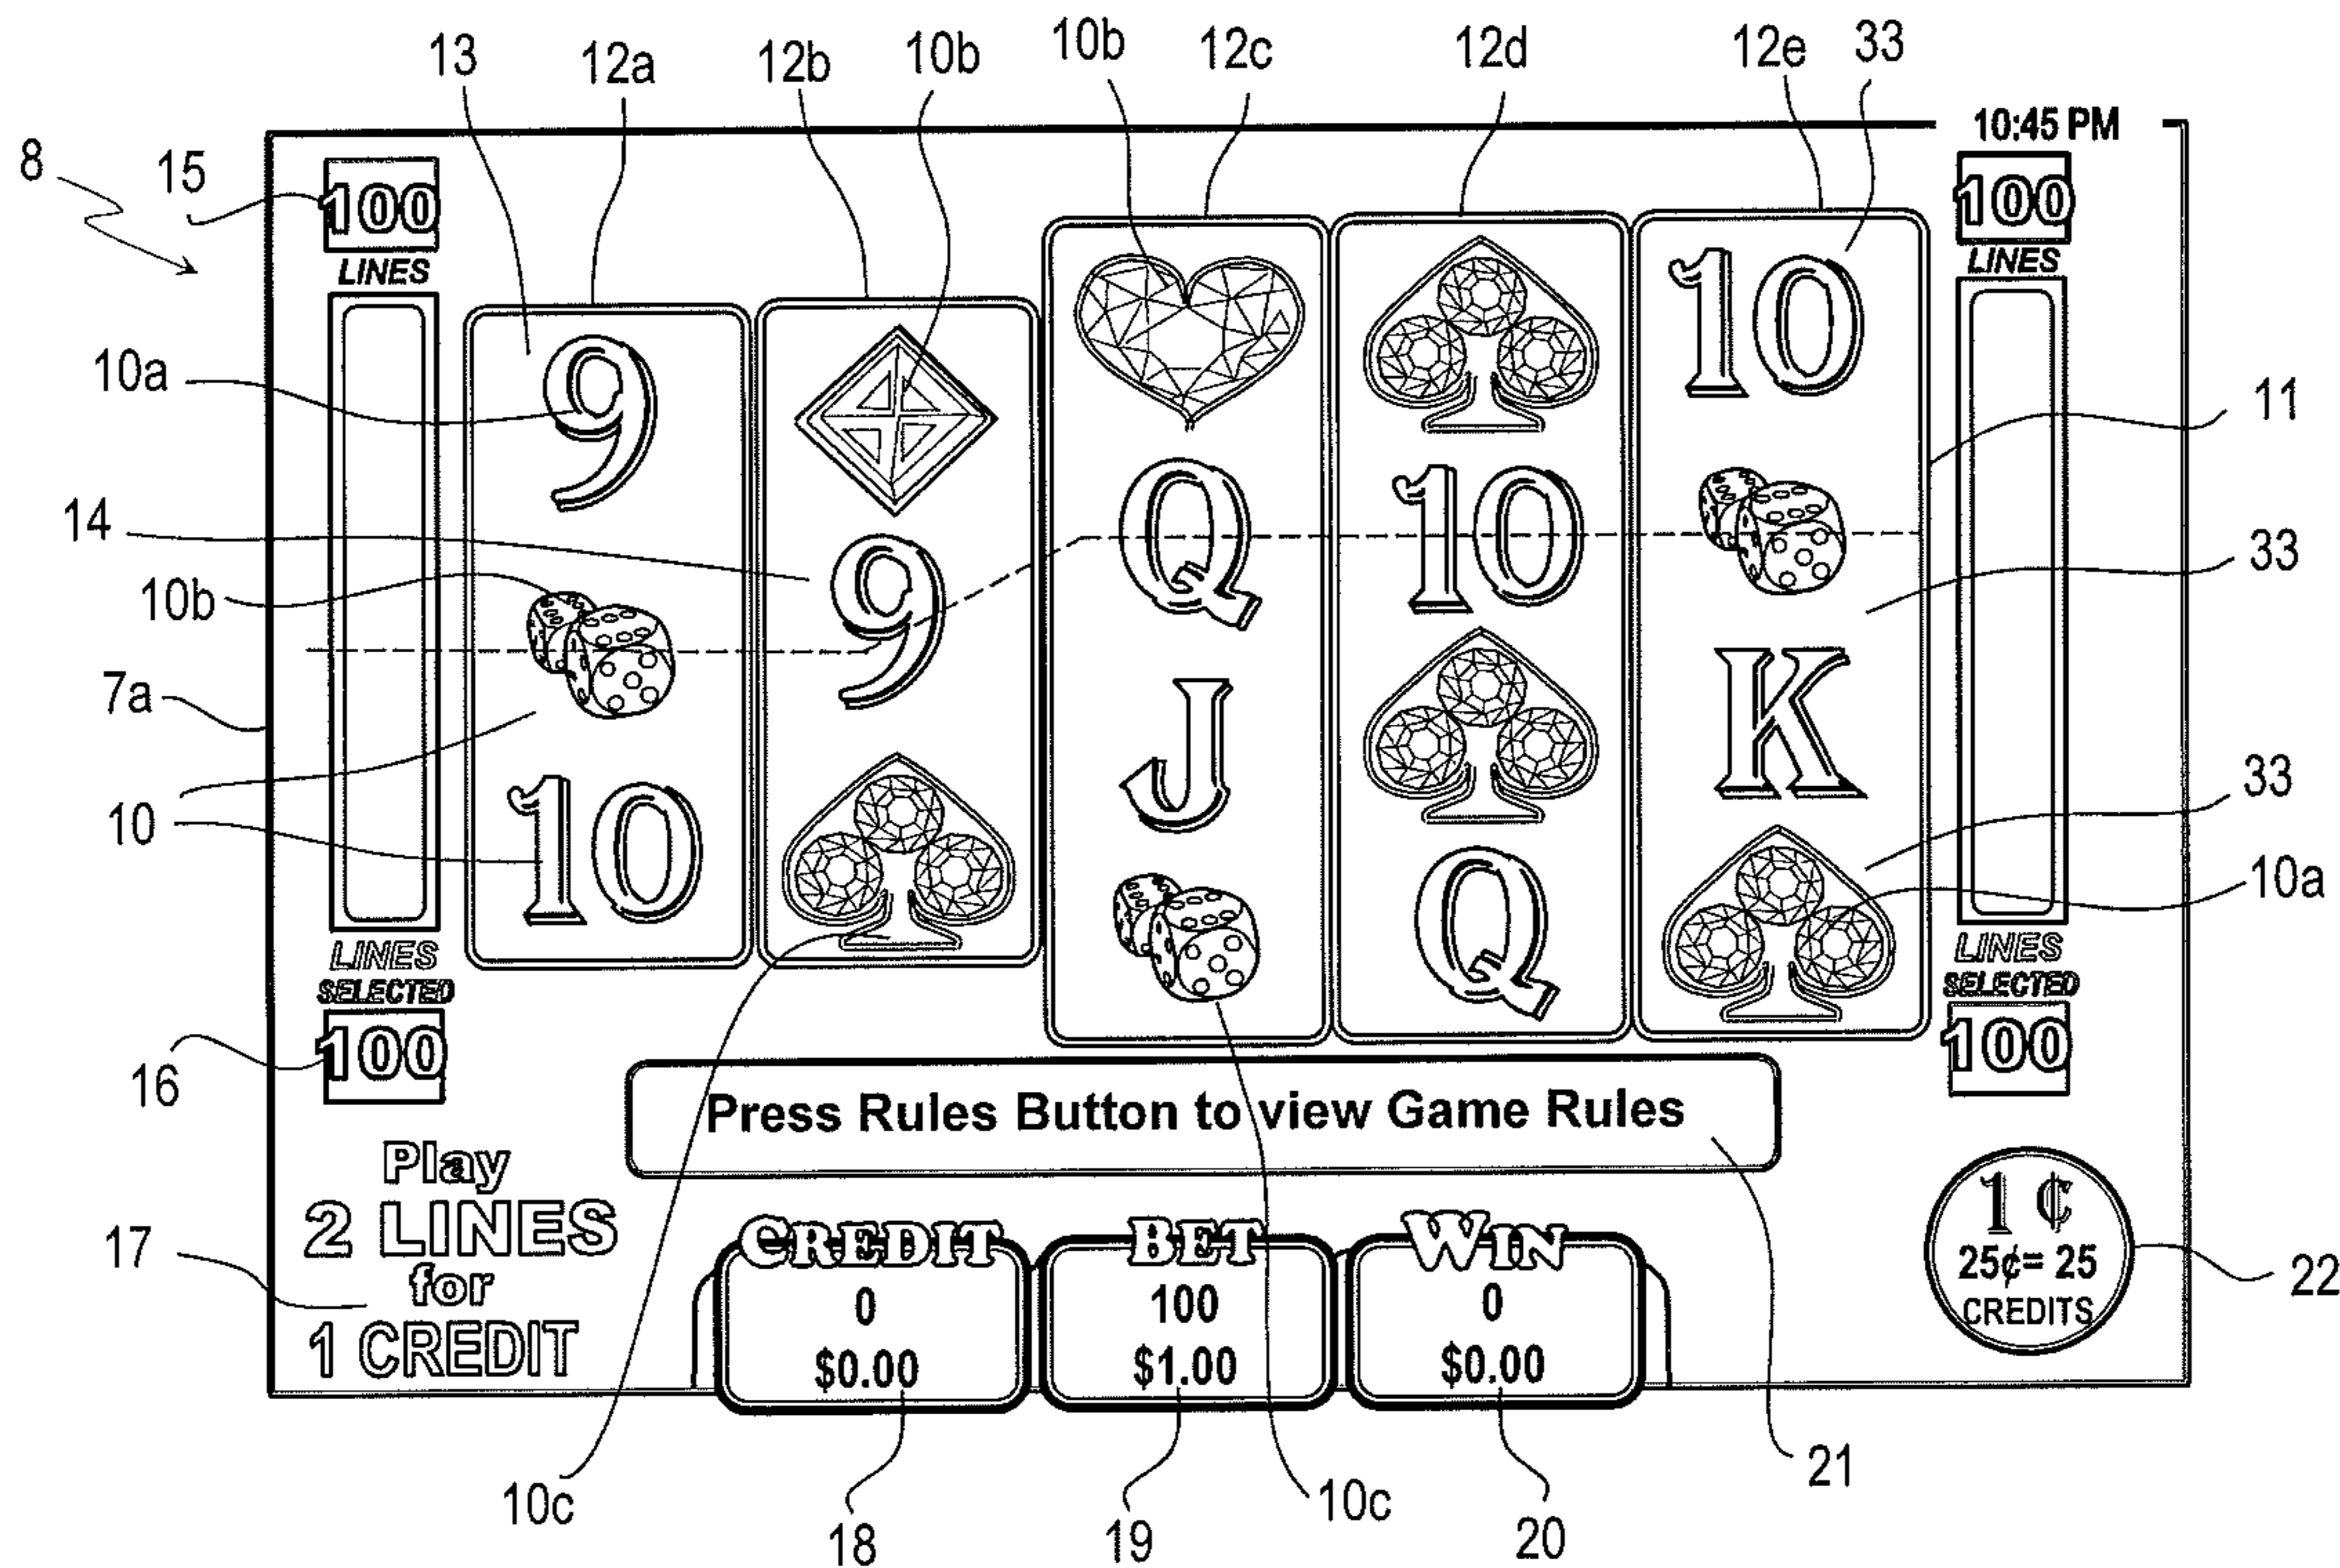 13 12a 12b 10b 10b 12c 12d 12e 33
10:45 PM
8 15 100 100
LINES LINES
9 10
10a 11
Q 10
14 9 33
10b
7a J K
33
10 10 Q 10a
LINES LINES
SELECTED SELECTED
100 100
16
Press Rules Button to view Game Rules
Play
2 LINES
for
1 CREDIT
17
CREDIT BET WIN
0 100 0
$0.00 $1.00 $0.00
1 ¢
25¢= 25
CREDITS
22
21
10c 18 19 10c 20